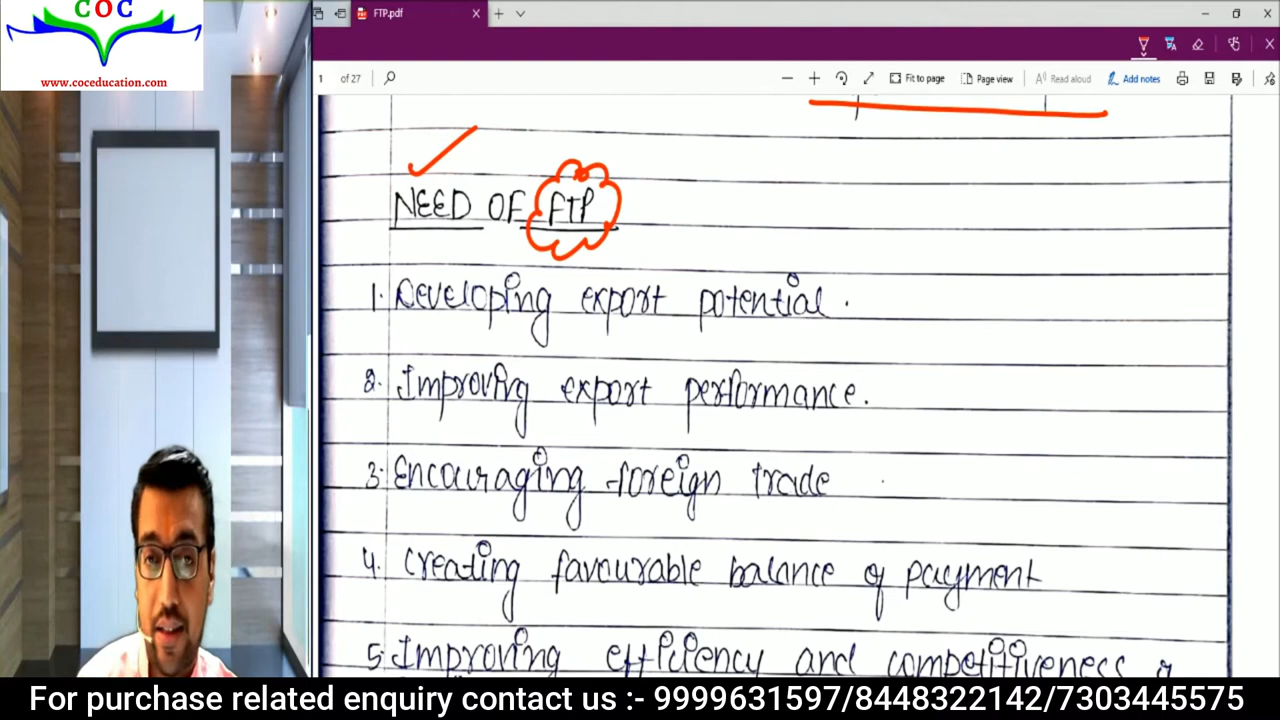 COC
www.coceducation.com
FTP.pdf
1 of 27
Fit to page
Page view
Read aloud
Add notes
NEED OF FTP
1. Developing export potential.
2. Improving export performance.
3. Encouraging foreign trade
4. Creating favourable balance of payment
5. Improving efficiency and competitiveness
For purchase related enquiry contact us :- 9999631597/8448322142/7303445575